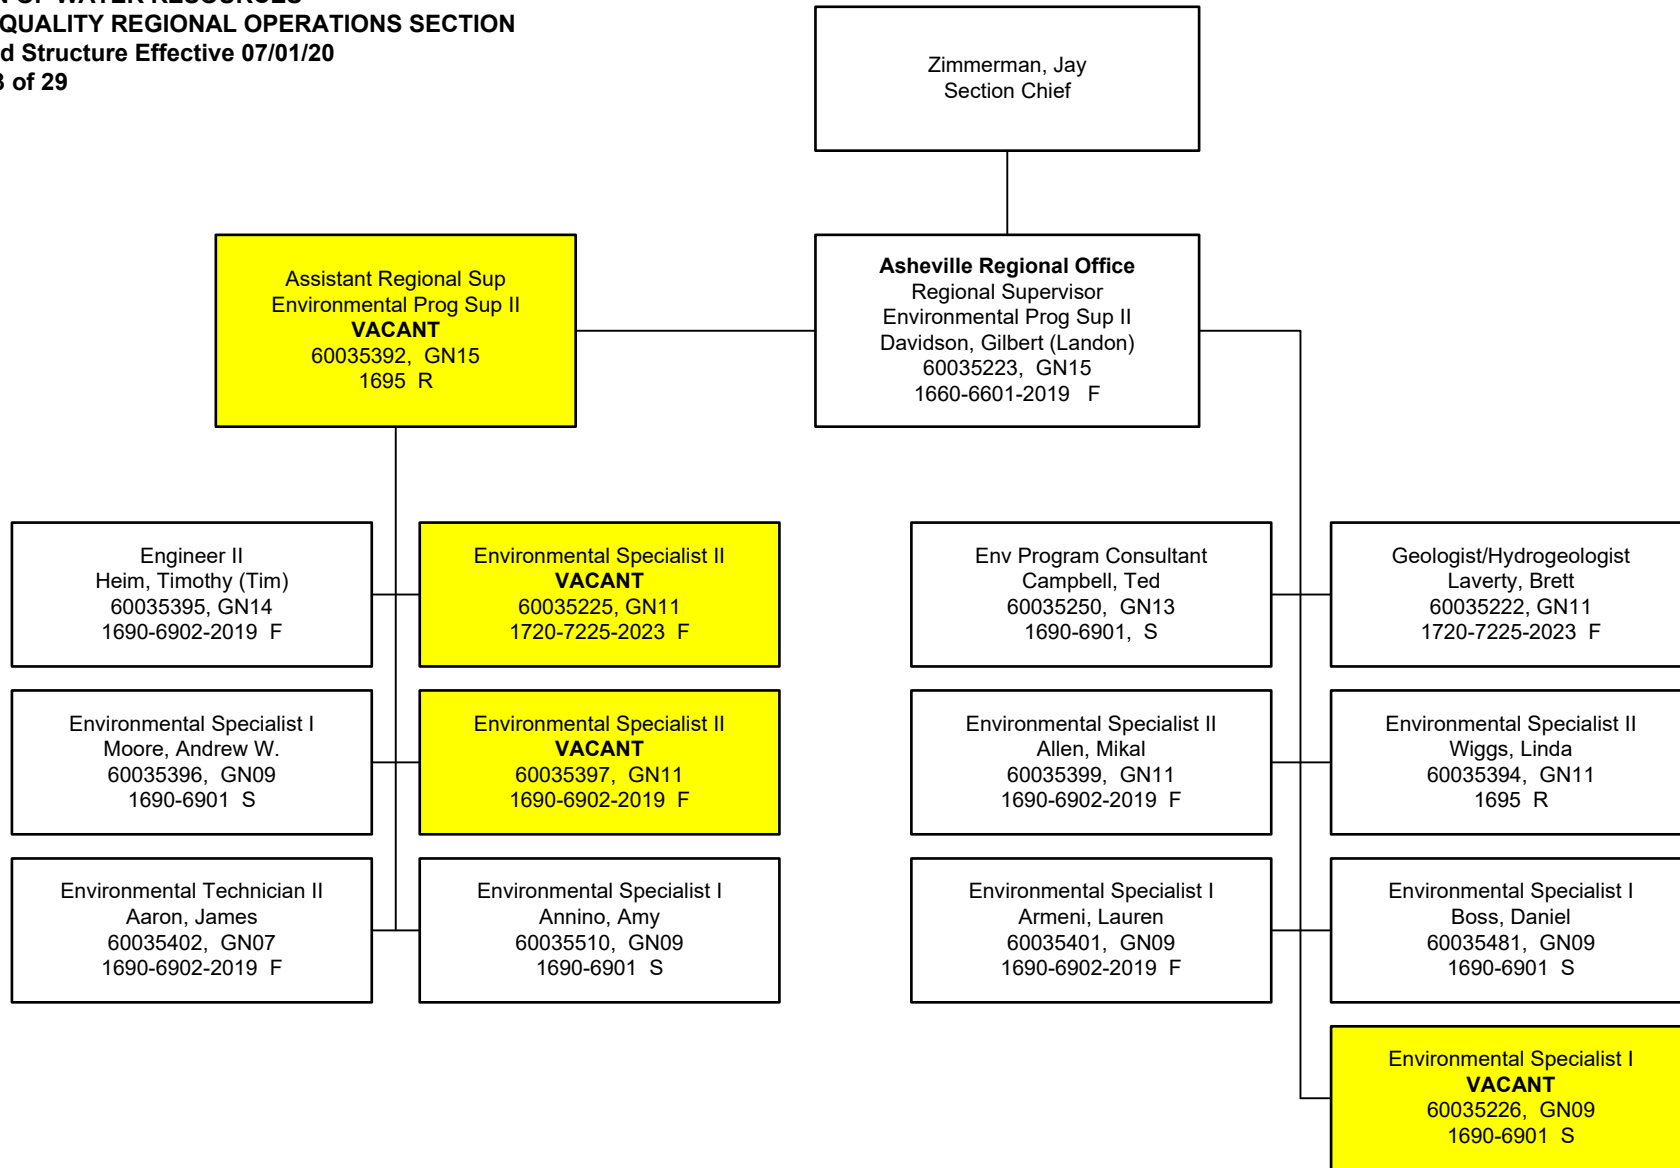 OF WATER RESOURCES
QUALITY REGIONAL OPERATIONS SECTION
d Structure Effective 07/01/20
of 29
Zimmerman, Jay
Section Chief
Assistant Regional Sup
Environmental Prog Sup II
VACANT
60035392, GN15
1695 R
Asheville Regional Office
Regional Supervisor
Environmental Prog Sup II
Davidson, Gilbert (Landon)
60035223, GN15
1660-6601-2019 F
Engineer II
Heim, Timothy (Tim)
60035395, GN14
1690-6902-2019 F
Environmental Specialist II
VACANT
60035225, GN11
1720-7225-2023 F
Env Program Consultant
Campbell, Ted
60035250, GN13
1690-6901, S
Geologist/Hydrogeologist
Laverty, Brett
60035222, GN11
1720-7225-2023 F
Environmental Specialist I
Moore, Andrew W.
60035396, GN09
1690-6901 S
Environmental Specialist II
VACANT
60035397, GN11
1690-6902-2019 F
Environmental Specialist II
Allen, Mikal
60035399, GN11
1690-6902-2019 F
Environmental Specialist II
Wiggs, Linda
60035394, GN11
1695 R
Environmental Technician II
Aaron, James
60035402, GN07
1690-6902-2019 F
Environmental Specialist I
Annino, Amy
60035510, GN09
1690-6901 S
Environmental Specialist I
Armeni, Lauren
60035401, GN09
1690-6902-2019 F
Environmental Specialist I
Boss, Daniel
60035481, GN09
1690-6901 S
Environmental Specialist I
VACANT
60035226, GN09
1690-6901 S